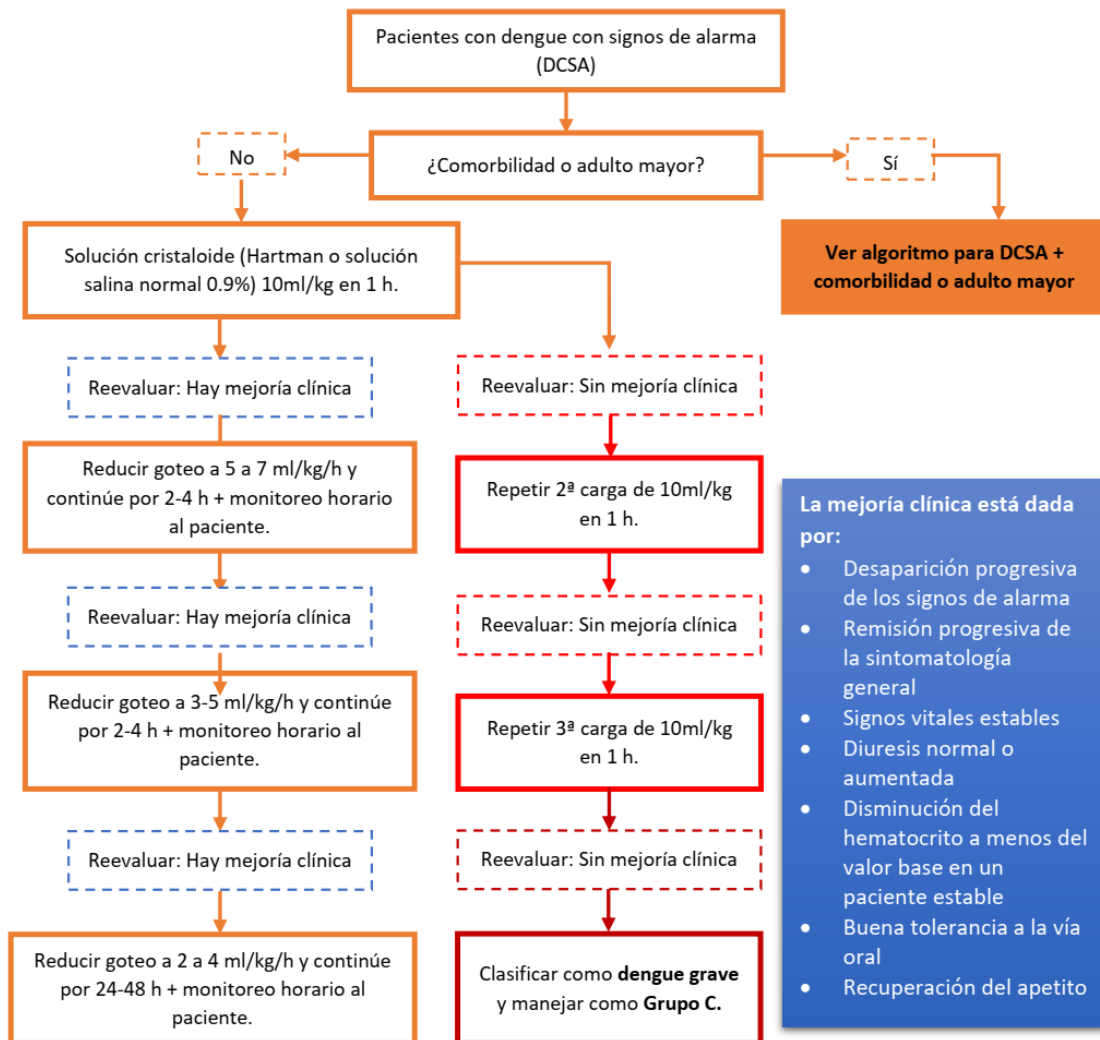 Pacientes con dengue con signos de alarma
(DCSA)
No
¿Comorbilidad o adulto mayor?
Sí
Solución cristaloide (Hartman o solución
salina normal 0.9%) 10ml/kg en 1 h.
Ver algoritmo para DCSA +
comorbilidad o adulto mayor
Reevaluar: Hay mejoría clínica
Reevaluar: Sin mejoría clínica
Reducir goteo a 5 a 7 ml/kg/h y
continúe por 2-4 h + monitoreo horario
al paciente.
Repetir 2ª carga de 10ml/kg
en 1 h.
Reevaluar: Hay mejoría clínica
Reevaluar: Sin mejoría clínica
Reducir goteo a 3-5 ml/kg/h y continúe
por 2-4 h + monitoreo horario al
paciente.
Repetir 3ª carga de 10ml/kg
en 1 h.
Reevaluar: Hay mejoría clínica
Reevaluar: Sin mejoría clínica
Reducir goteo a 2 a 4 ml/kg/h y continúe
por 24-48 h + monitoreo horario al
paciente.
Clasificar como dengue grave
y manejar como Grupo C.
La mejoría clínica está dada
por:
• Desaparición progresiva
de los signos de alarma
• Remisión progresiva de
la sintomatología
general
• Signos vitales estables
• Diuresis normal o
aumentada
• Disminución del
hematocrito a menos del
valor base en un
paciente estable
• Buena tolerancia a la vía
oral
• Recuperación del apetito